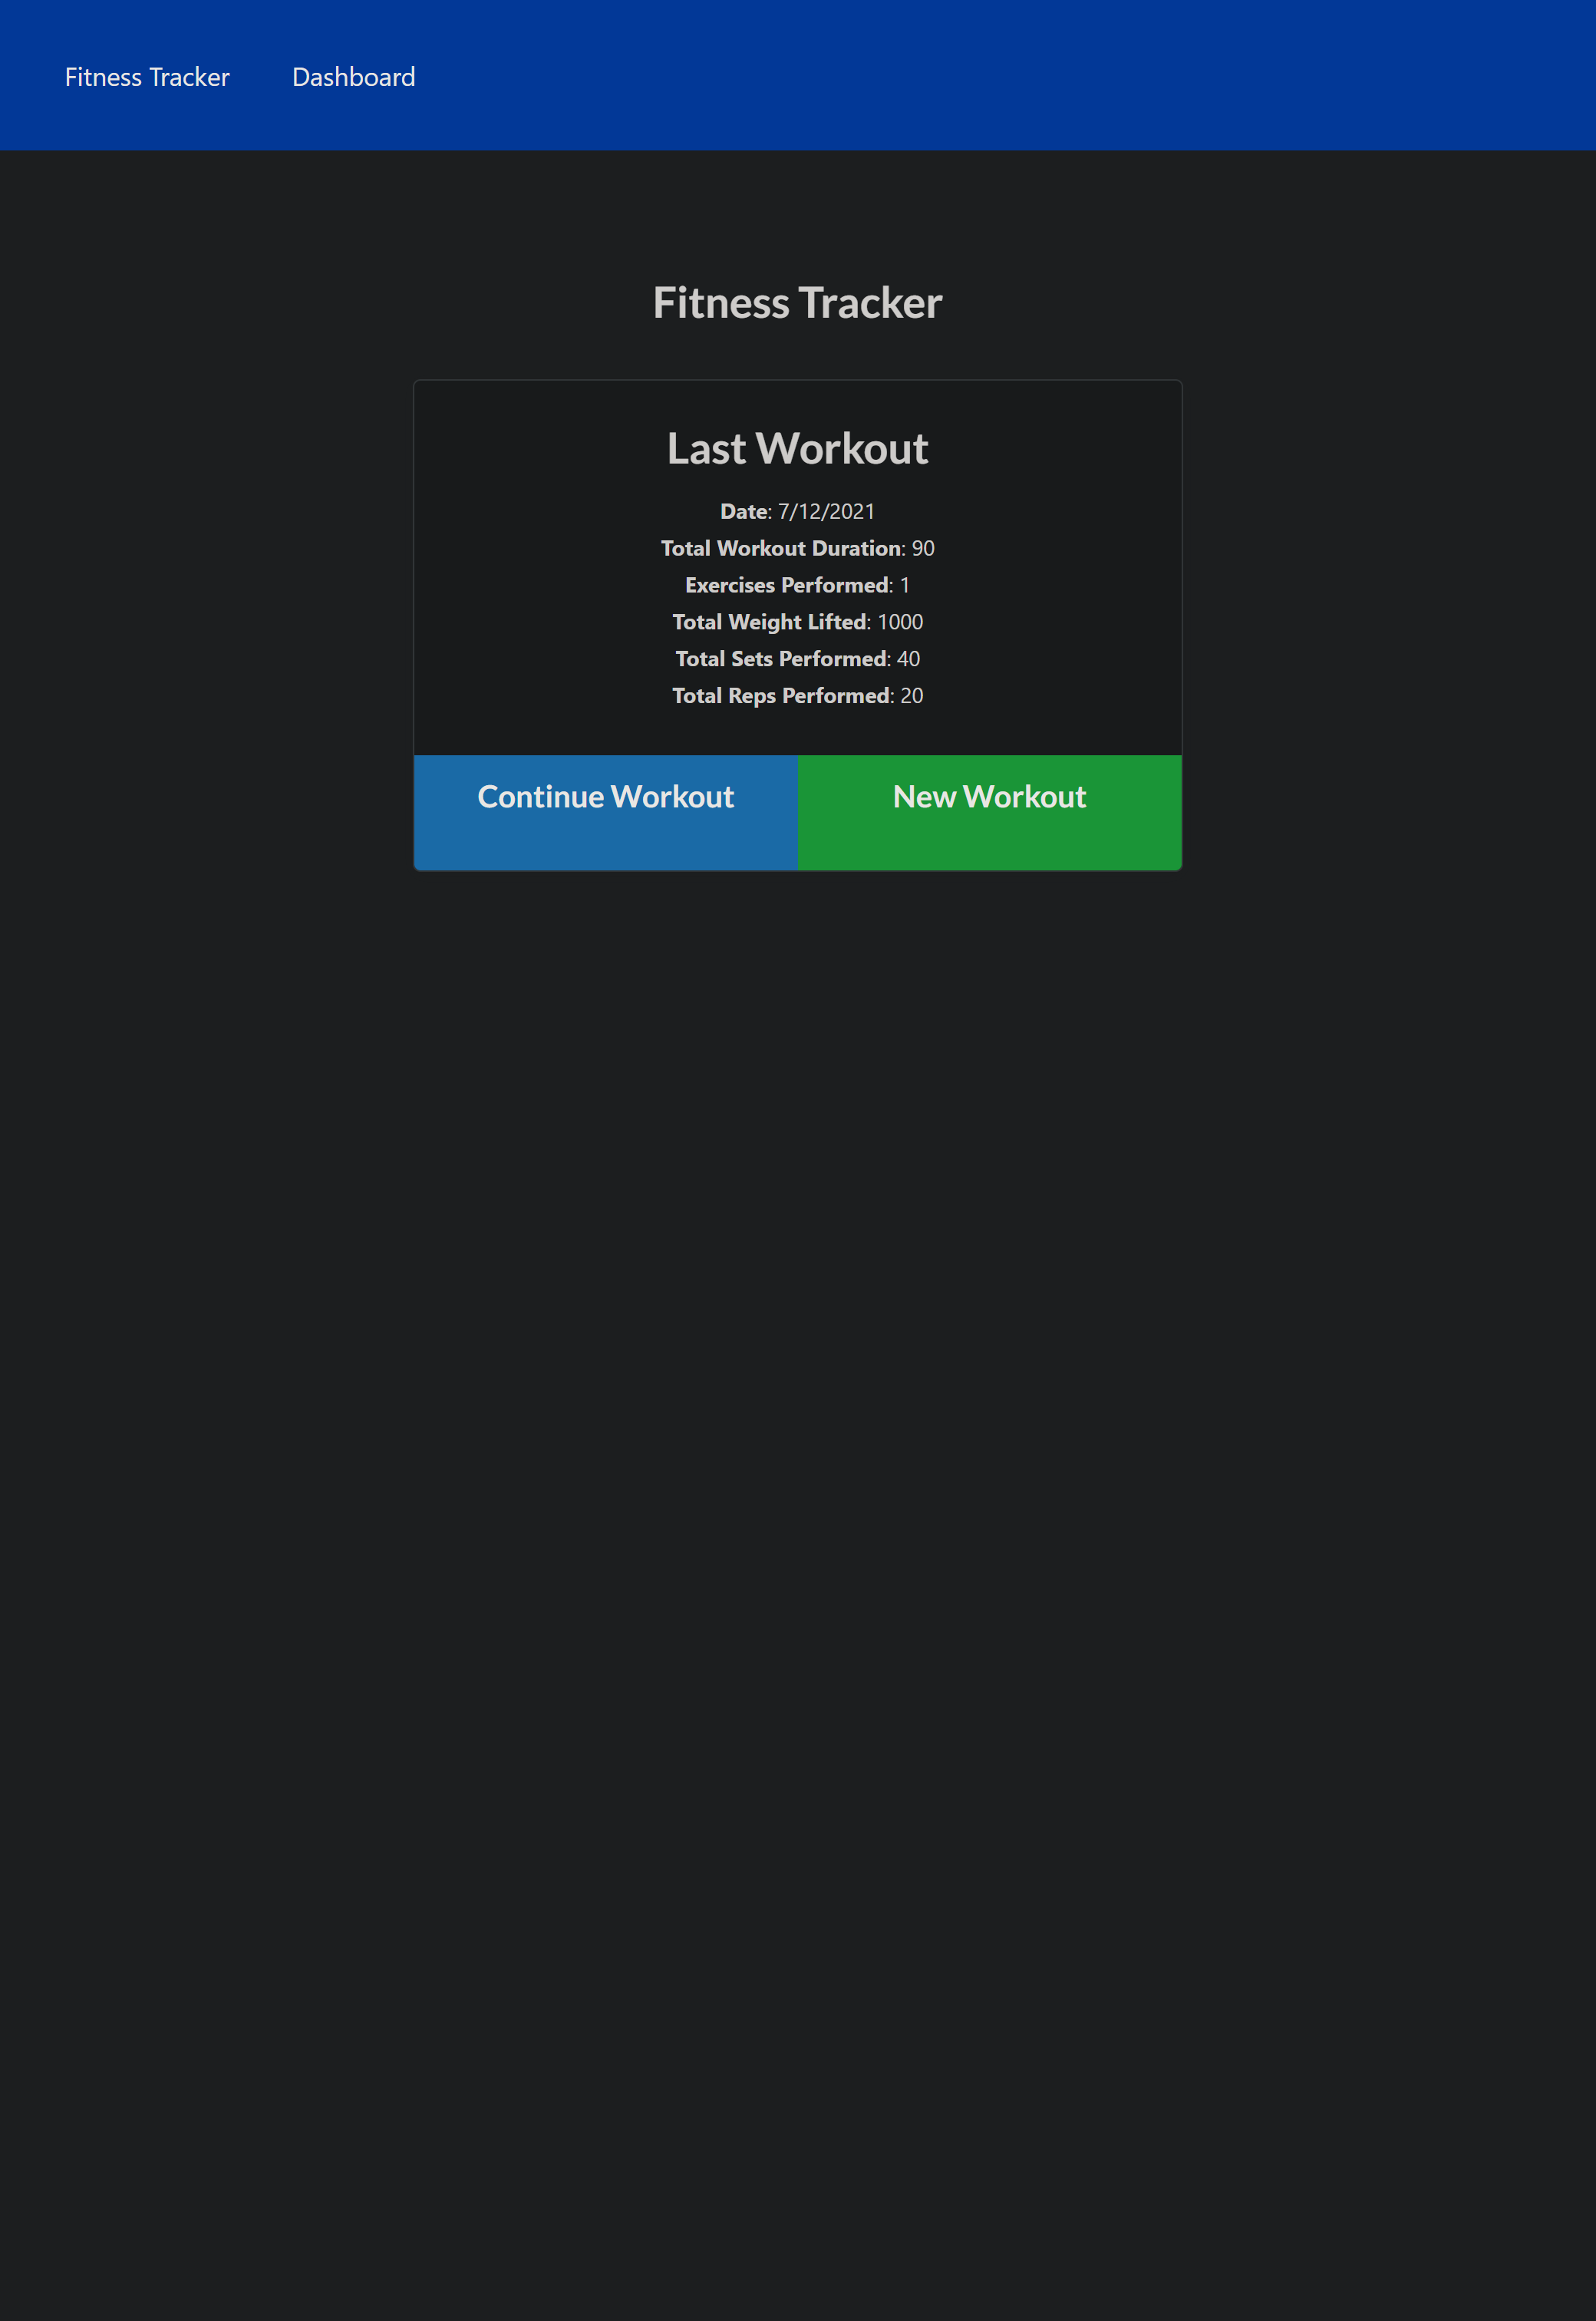 Fitness Tracker Dashboard
Fitness Tracker
Last Workout
Date: 7/12/2021
Total Workout Duration: 90
Exercises Performed: 1
Total Weight Lifted: 1000
Total Sets Performed: 40
Total Reps Performed: 20
Continue Workout New Workout